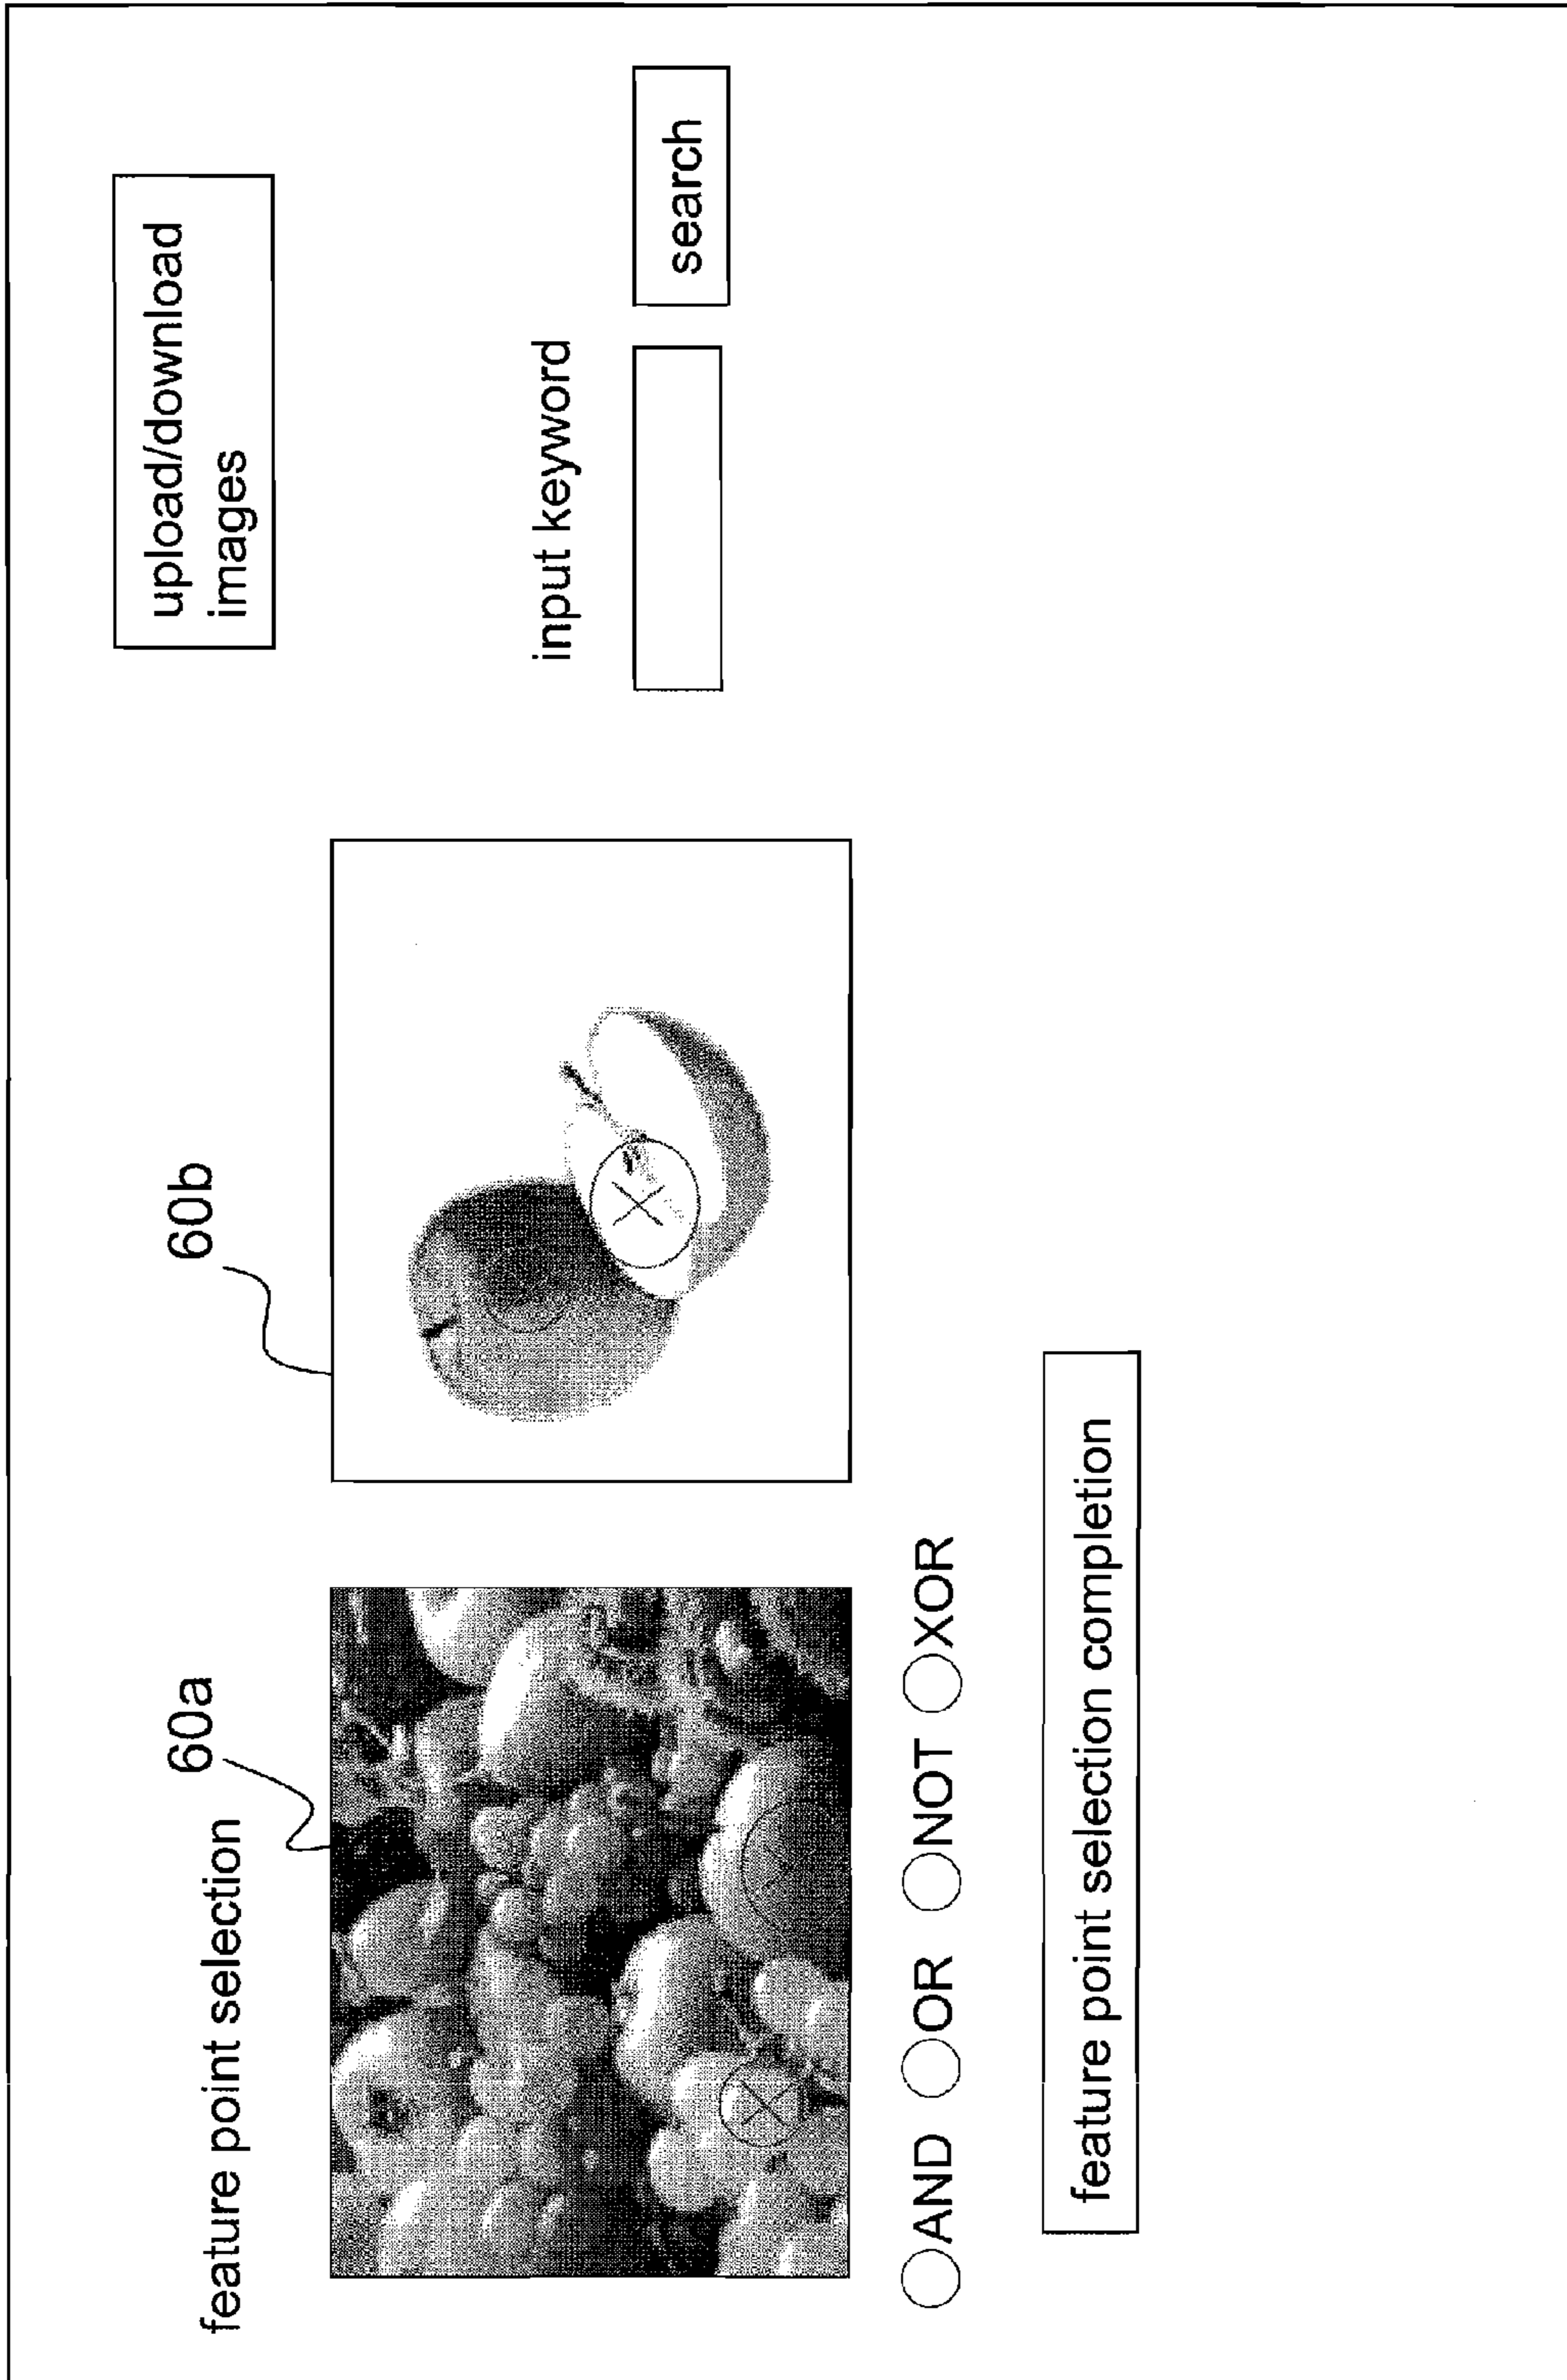 feature point selection
60a
60b
upload/download
images
input keyword
search
AND OR NOT XOR
feature point selection completion